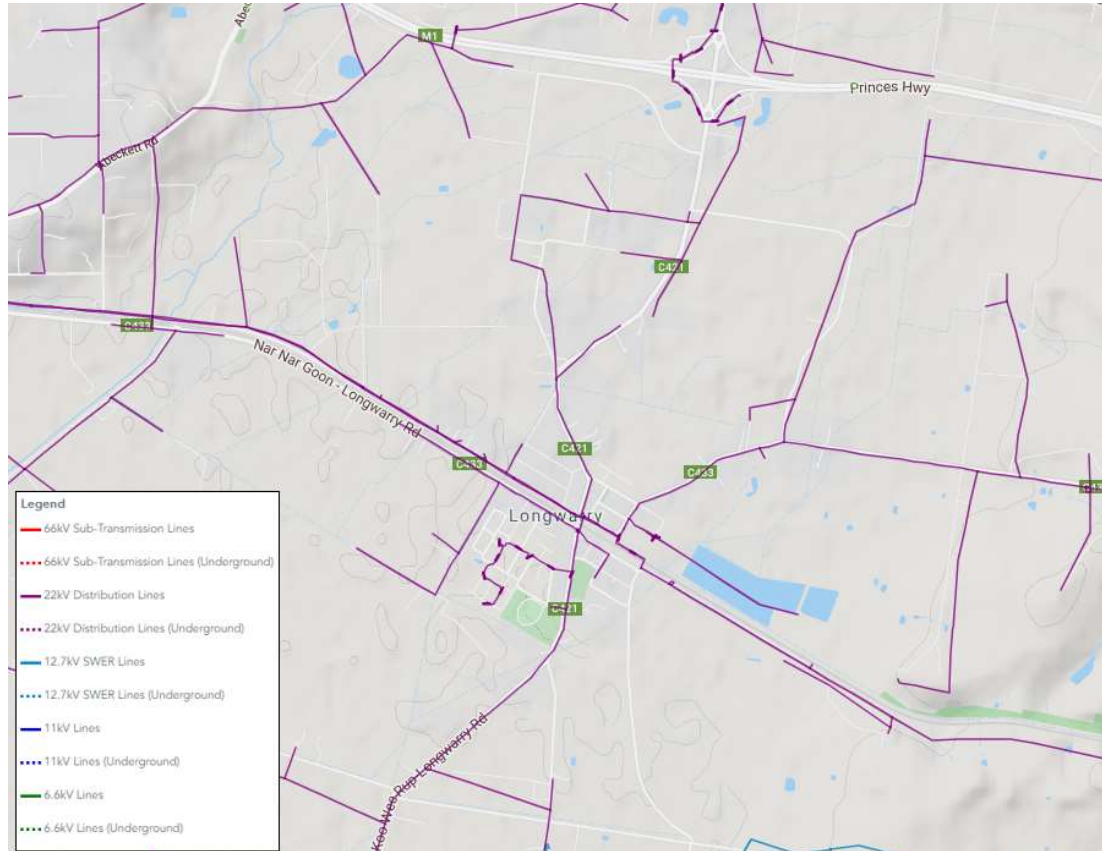 M1
Abec
Princes Hwy
Abeckett Rd
C421
C433
Nar Nar Goon - Longwarry Rd
C421
C433
C433
Longwarry
C421
Koo Wee Rup Longwarry Rd
Legend
66kV Sub-Transmission Lines
66kV Sub-Transmission Lines (Underground)
22kV Distribution Lines
22kV Distribution Lines (Underground)
12.7kV SWER Lines
12.7kV SWER Lines (Underground)
11kV Lines
11kV Lines (Underground)
6.6kV Lines
6.6kV Lines (Underground)